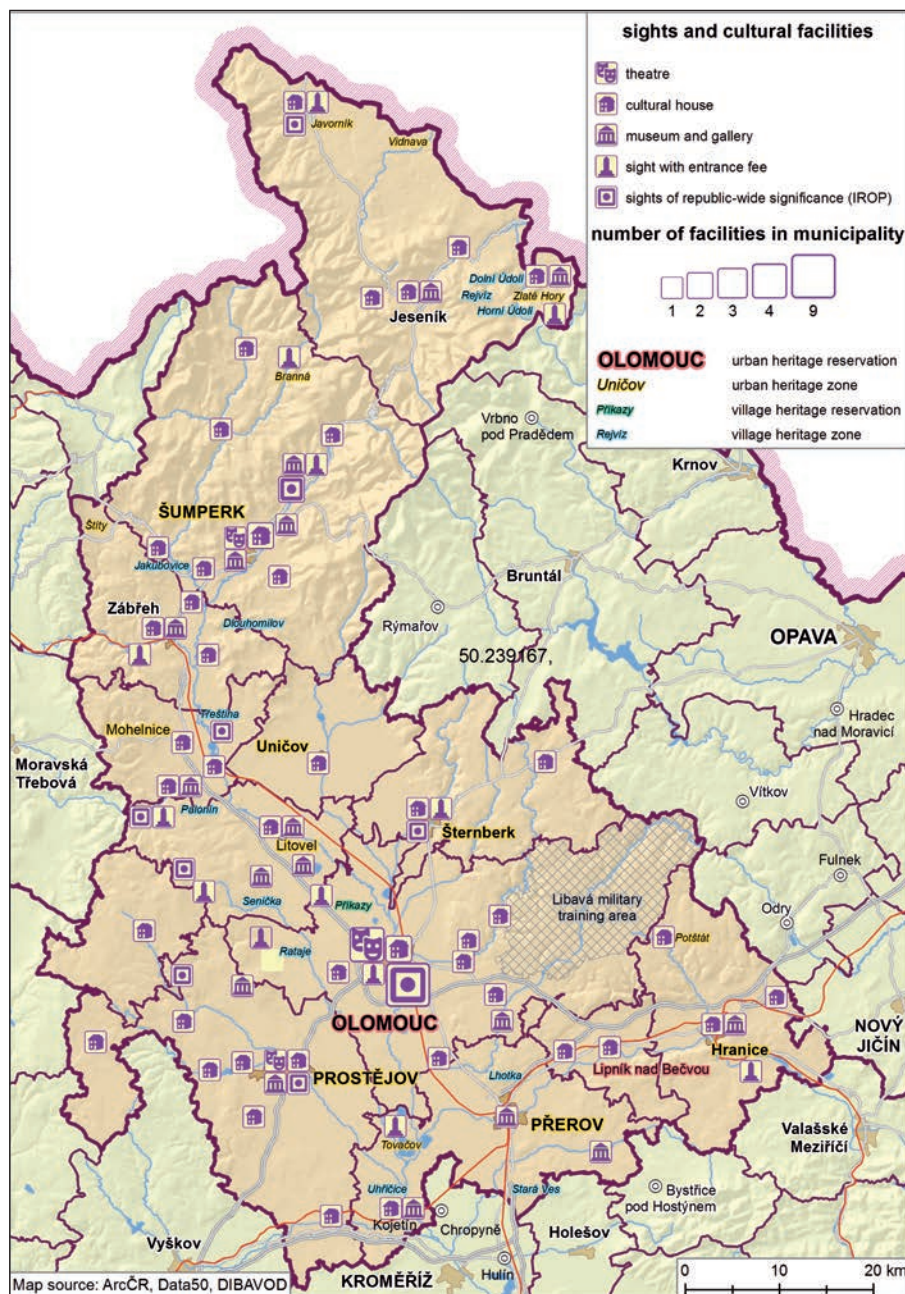 sights and cultural facilities
theatre
cultural house
museum and gallery
sight with entrance fee
sights of republic-wide significance (IROP)
number of facilities in municipality
1 2 3 4 9
OLOMOUC urban heritage reservation
Uničov urban heritage zone
Příkazy village heritage reservation
Rejvíz village heritage zone
Javorník
Vidnava
Dolní Údolí
Rejvíz
Zlaté Hory
Horní Údolí
Jeseník
Branná
Vrbno
pod Pradědem
Krnov
ŠUMPERK
Štíty
Jakubovice
Bruntál
Zábřeh
Dlouhomilov
Rýmařov
OPAVA
50.239167,
Třeština
Mohelnice
Uničov
Hradec
nad Moravicí
Moravská
Třebová
Vítkov
Palonín
Šternberk
Litovel
Fulnek
Senička
Příkazy
Libavá military
training area
Odry
Rataje
Potštát
OLOMOUC
NOVÝ
JIČÍN
Hranice
Lipník nad Bečvou
PROSTĚJOV
Lhotka
PŘEROV
Valašské
Meziříčí
Tovačov
Uhřičice
Stará Ves
Bystřice
pod Hostýnem
Kojetín
Chropyně
Holešov
Vyškov
Hulín
KROMĚŘÍŽ
0 10 20 km
Map source: ArcČR, Data50, DIBAVOD